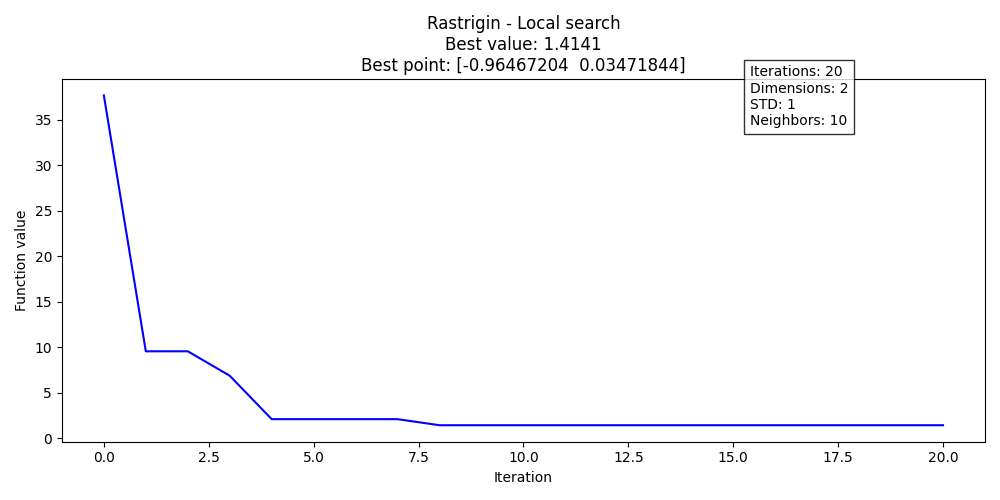 Rastrigin - Local search
Best value: 1.4141
Best point: [-0.96467204  0.03471844]
Iterations: 20
Dimensions: 2
STD: 1
Neighbors: 10
Function value
35
30
25
20
15
10
5
0
0.0 2.5 5.0 7.5 10.0 12.5 15.0 17.5 20.0
Iteration